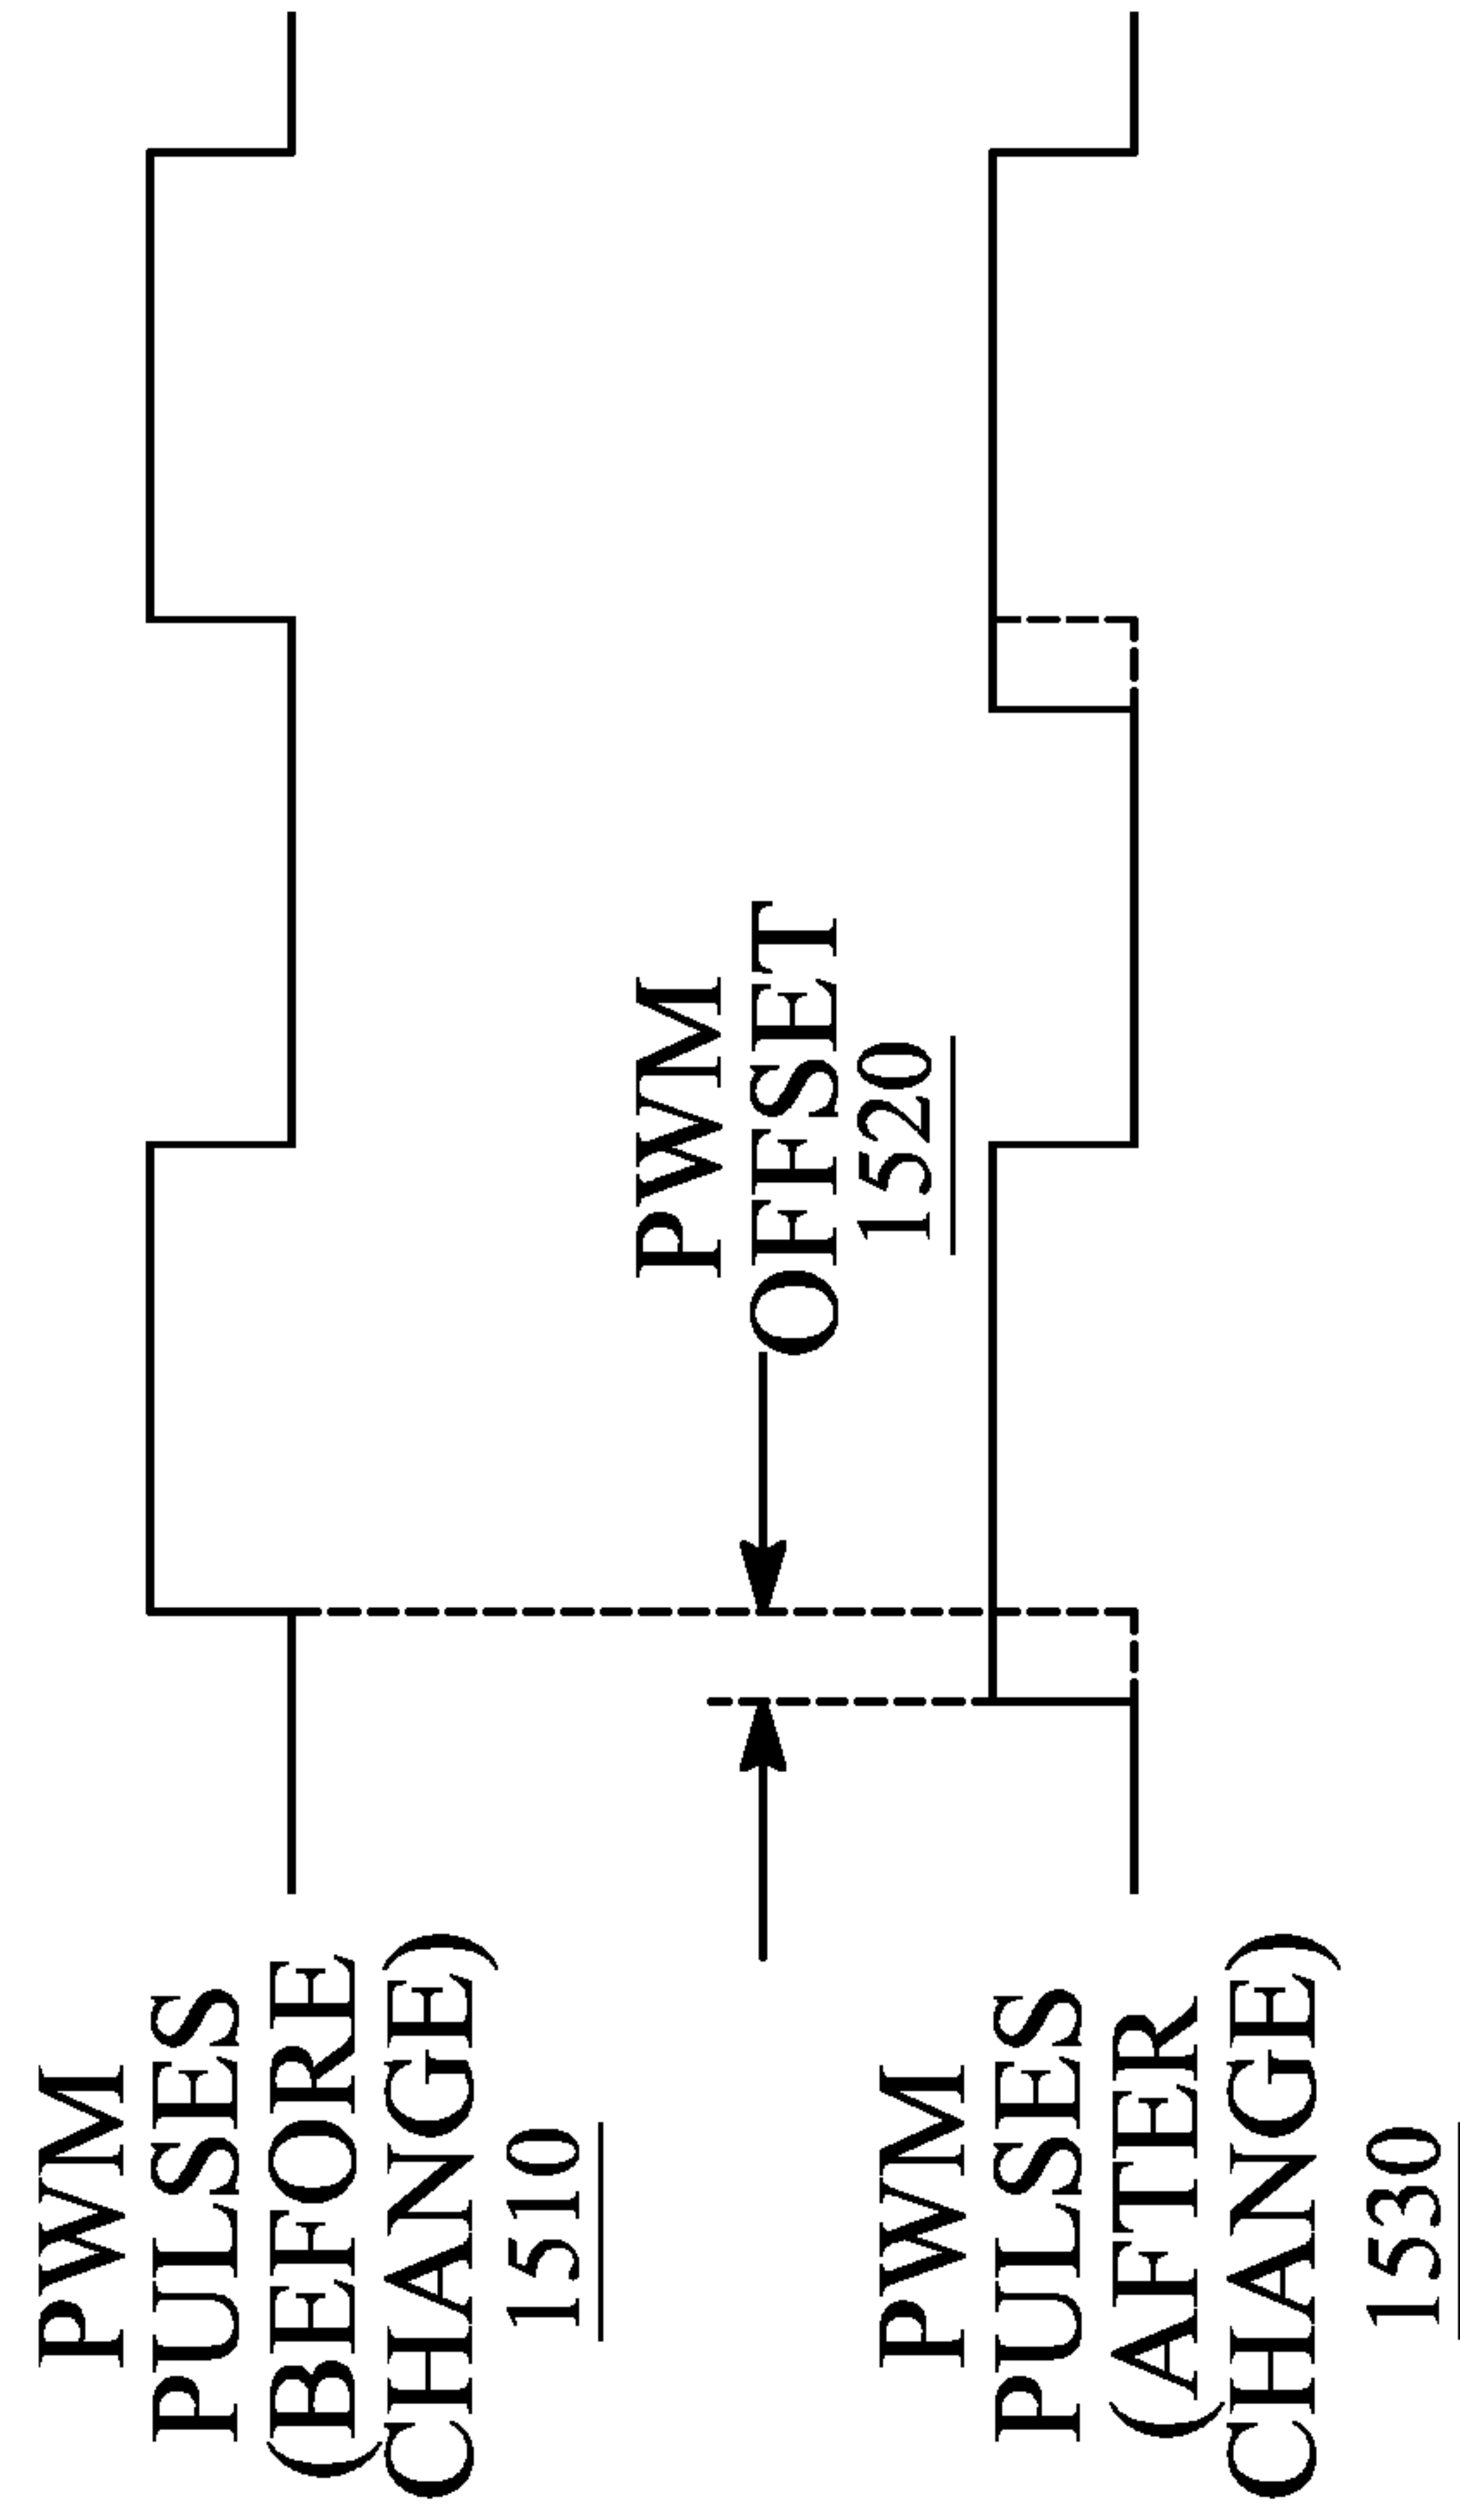 PWM
PULSES
(BEFORE
CHANGE)
1510
PWM
OFFSET
1520
PWM
PULSES
(AFTER
CHANGE)
1530